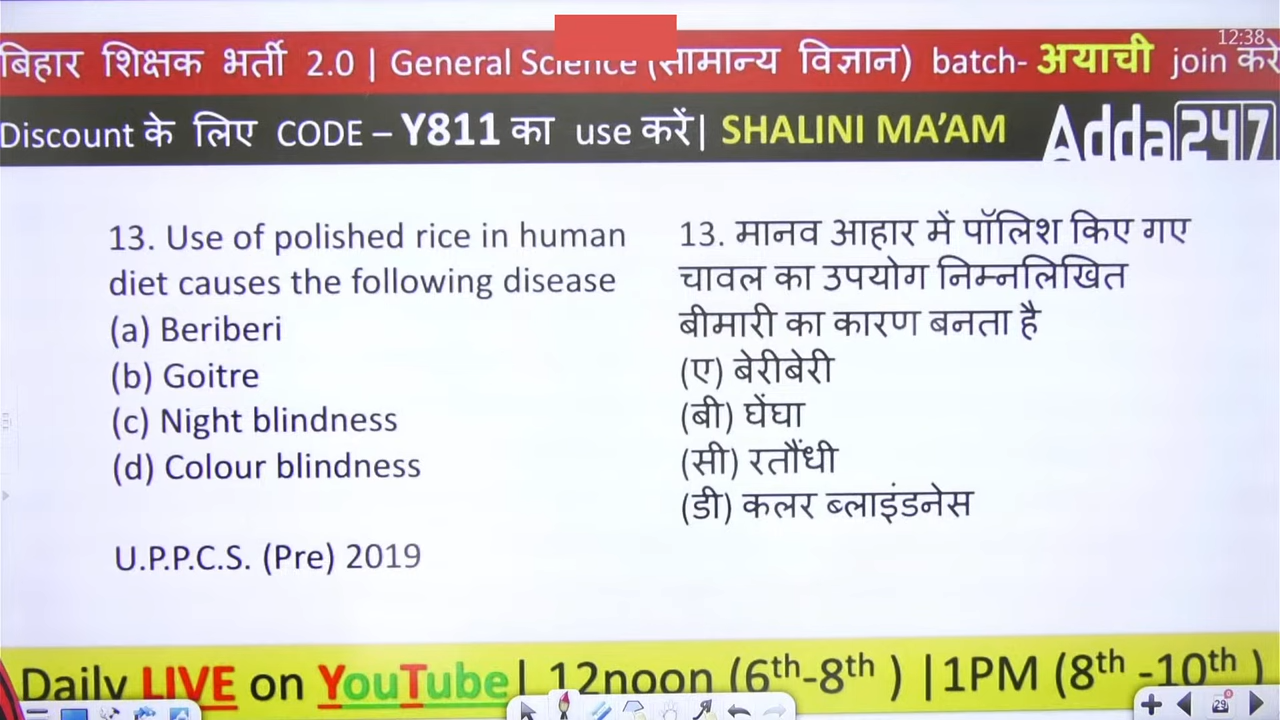 12:38
बिहार शिक्षक भर्ती 2.0 | General Science (सामान्य विज्ञान) batch- अयाची join करे
Discount के लिए CODE – Y811 का use करें| SHALINI MA'AM Adda247
13. Use of polished rice in human
diet causes the following disease
(a) Beriberi
(b) Goitre
(c) Night blindness
(d) Colour blindness
U.P.P.C.S. (Pre) 2019
13. मानव आहार में पॉलिश किए गए
चावल का उपयोग निम्नलिखित
बीमारी का कारण बनता है
(ए) बेरीबेरी
(बी) घेंघा
(सी) रतौंधी
(डी) कलर ब्लाइंडनेस
Daily LIVE on YouTube| 12noon (6th-8th ) |1PM (8th -10th )
29